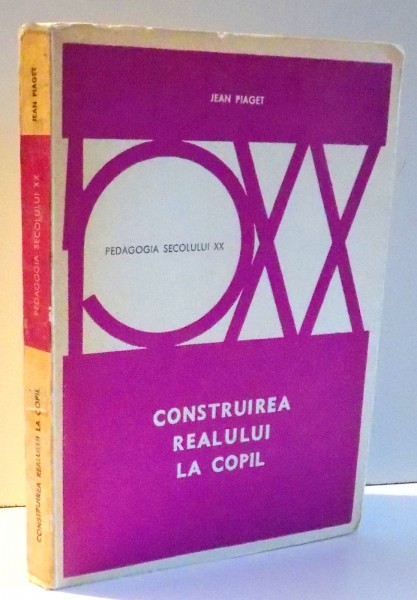 JEAN PIAGET
PEDAGOGIA SECOLULUI XX
CONSTRUIREA
REALULUI
LA COPIL
JEAN PIAGET
PEDAGOGIA SECOLULUI XX
CONSTRUIREA REALULUI LA COPIL